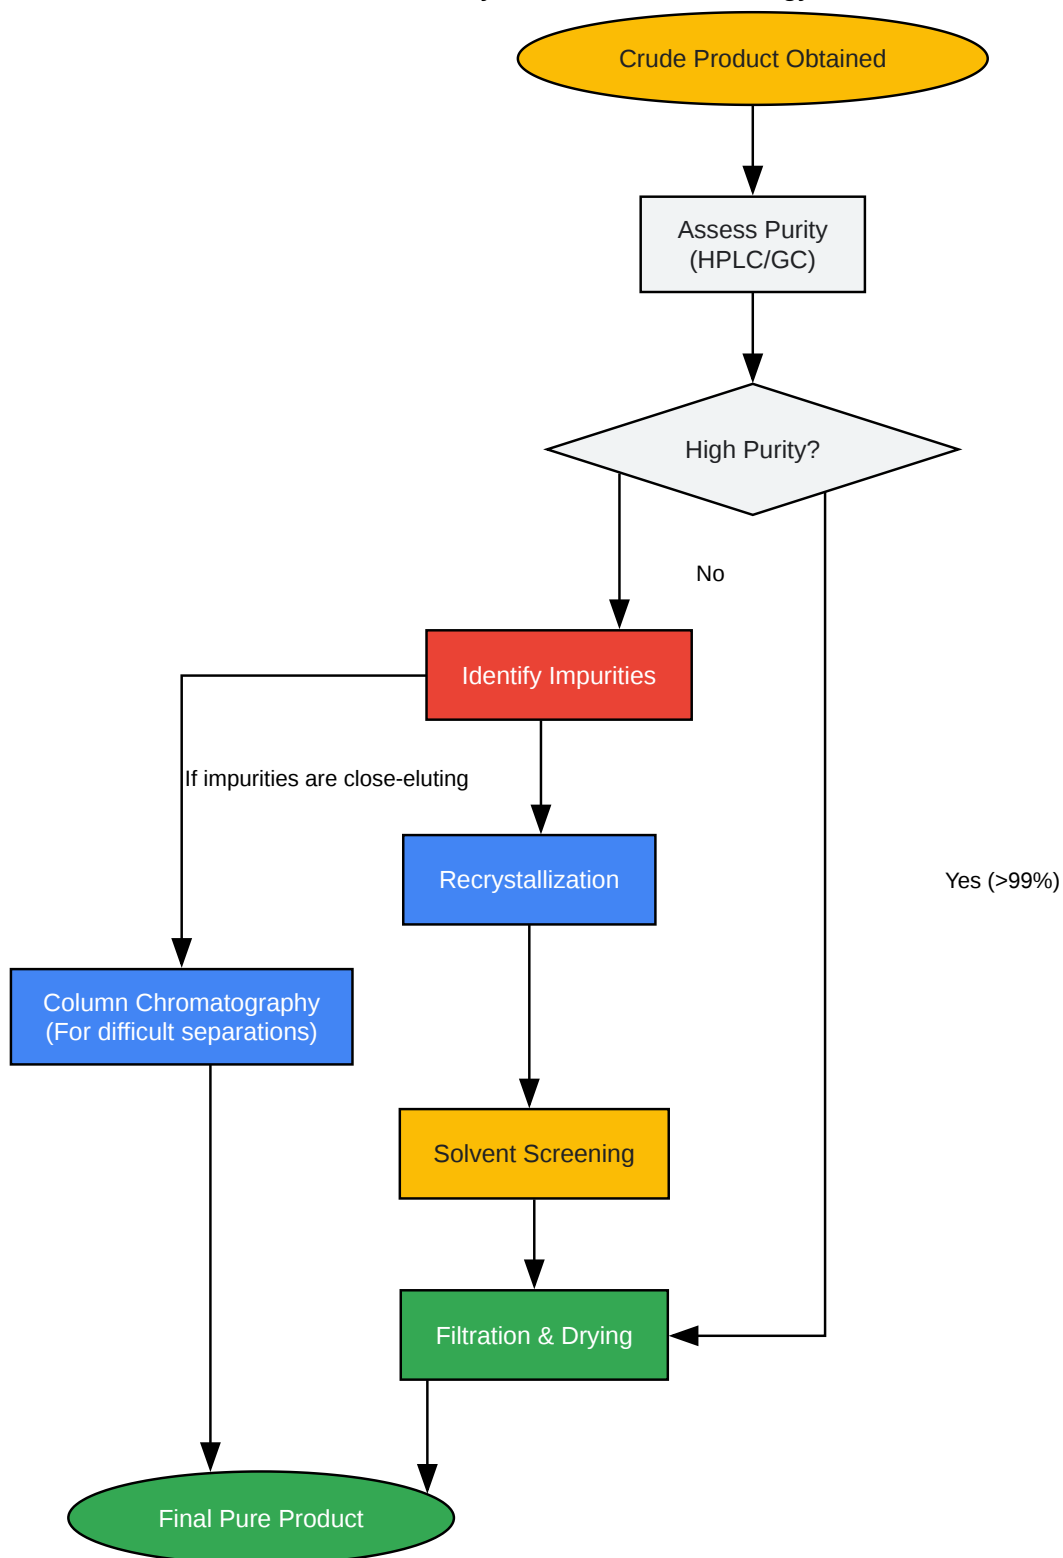 Crude Product Obtained
Assess Purity
(HPLC/GC)
High Purity?
No
Identify Impurities
If impurities are close-eluting
Recrystallization
Yes (>99%)
Column Chromatography
(For difficult separations)
Solvent Screening
Filtration & Drying
Final Pure Product